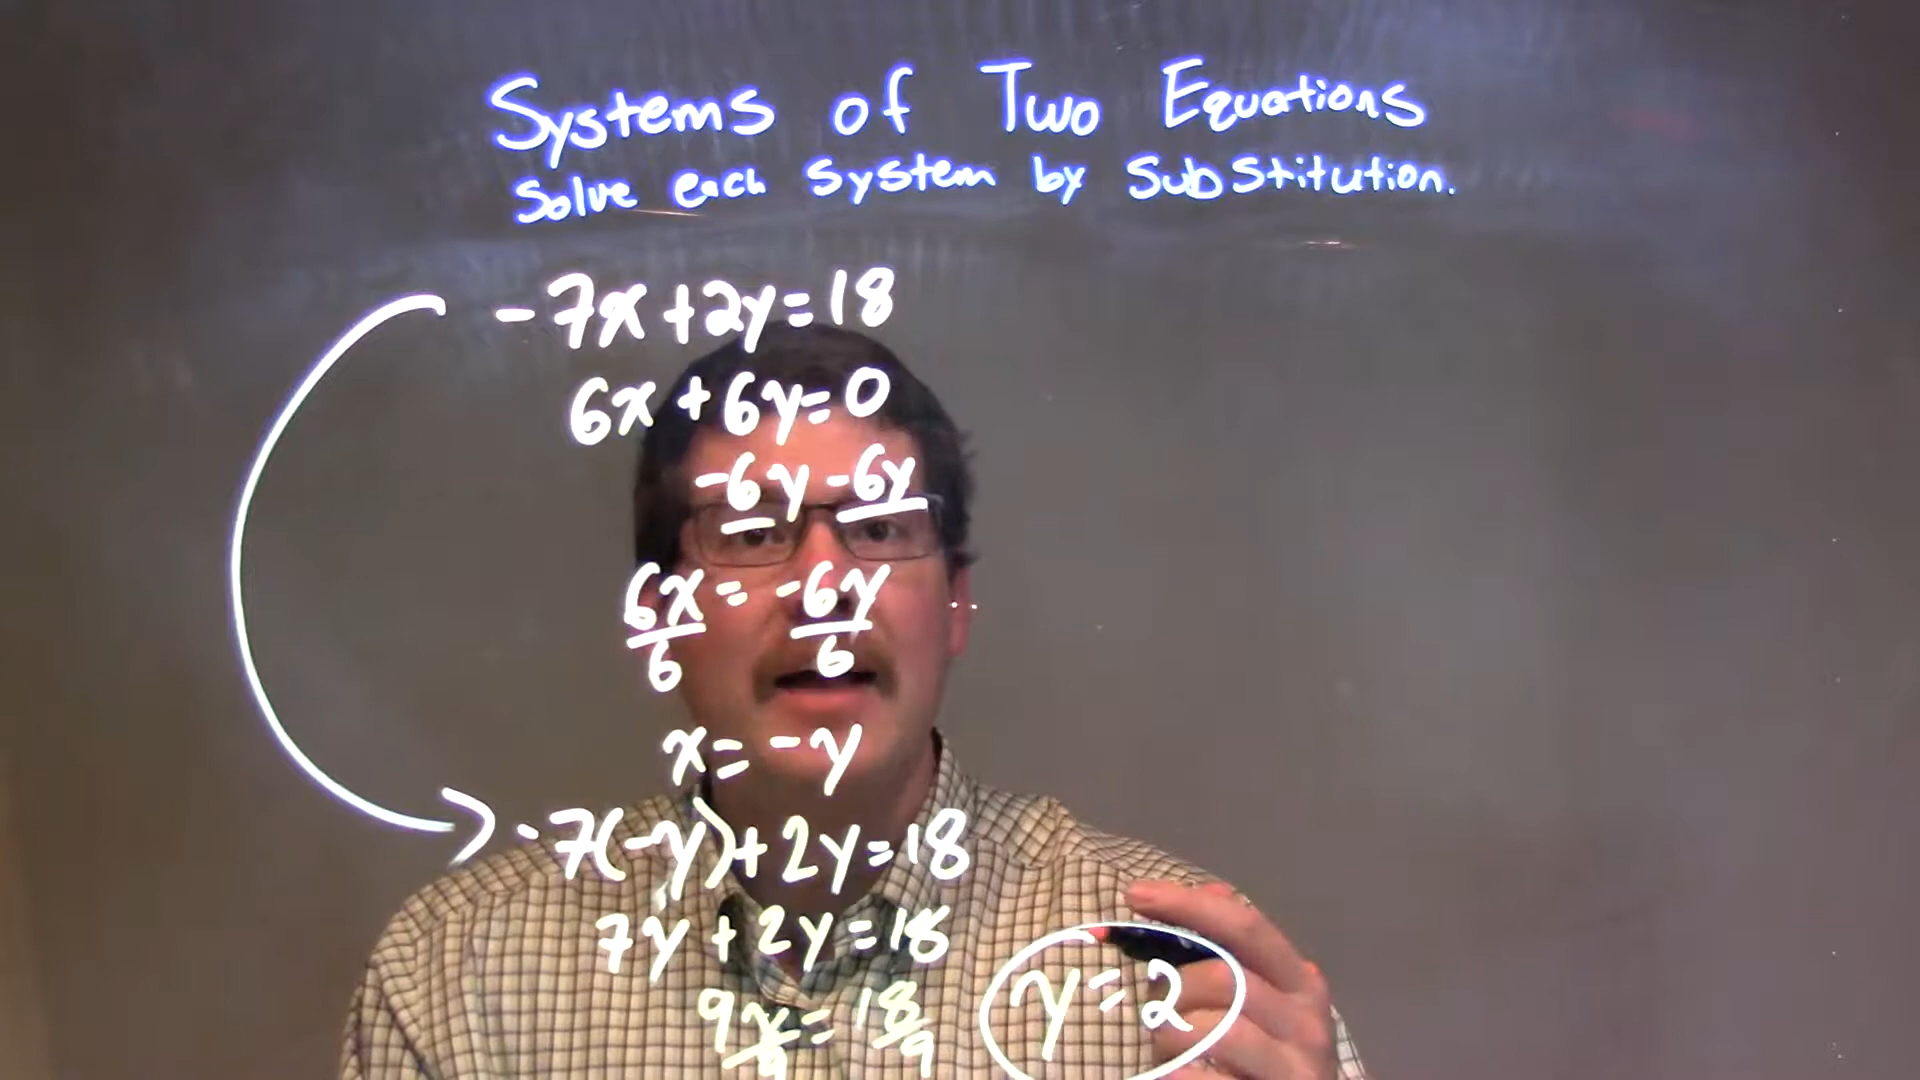 Systems of Two Equations
Solve each system by Substitution.
-7x+2y=18
6x+6y=0
-6y -6y
6x = -6y
6 6
x=-y
-7(-y)+2y=18
7y+2y=18
9y=18
9 9
y=2